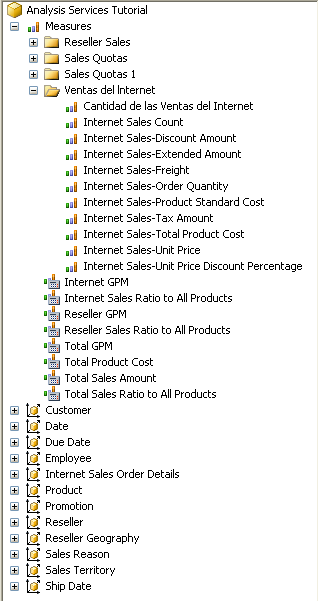 Analysis Services Tutorial
Measures
Reseller Sales
Sales Quotas
Sales Quotas 1
Ventas del Internet
Cantidad de las Ventas del Internet
Internet Sales Count
Internet Sales-Discount Amount
Internet Sales-Extended Amount
Internet Sales-Freight
Internet Sales-Order Quantity
Internet Sales-Product Standard Cost
Internet Sales-Tax Amount
Internet Sales-Total Product Cost
Internet Sales-Unit Price
Internet Sales-Unit Price Discount Percentage
Internet GPM
Internet Sales Ratio to All Products
Reseller GPM
Reseller Sales Ratio to All Products
Total GPM
Total Product Cost
Total Sales Amount
Total Sales Ratio to All Products
Customer
Date
Due Date
Employee
Internet Sales Order Details
Product
Promotion
Reseller
Reseller Geography
Sales Reason
Sales Territory
Ship Date